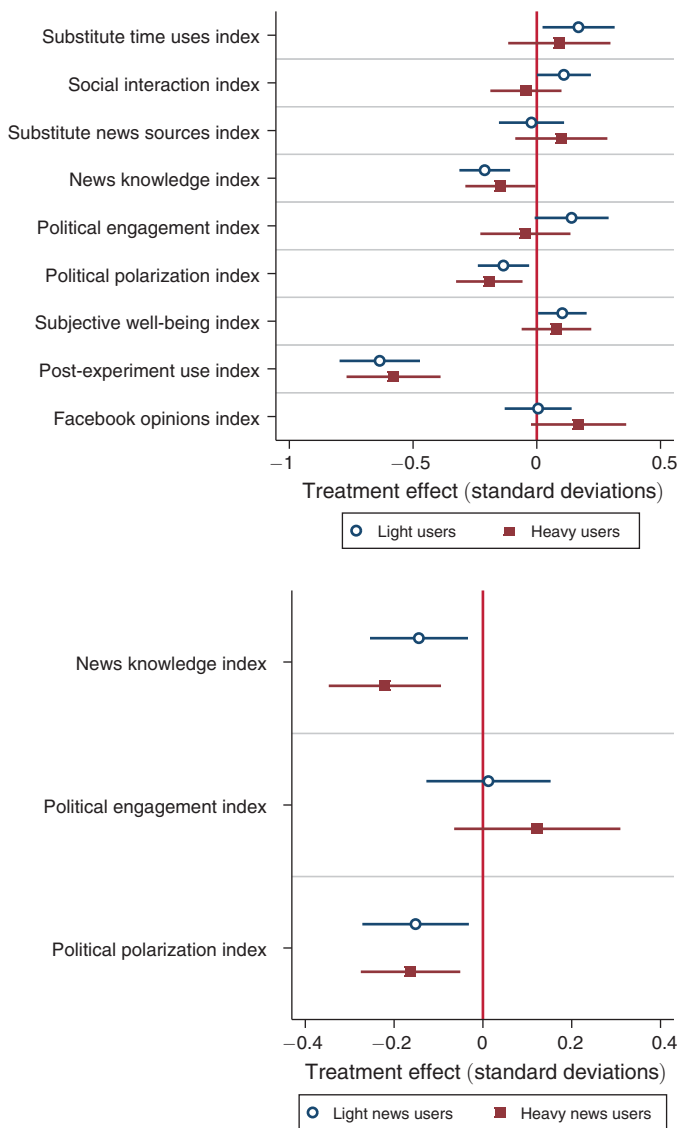 Substitute time uses index
Social interaction index
Substitute news sources index
News knowledge index
Political engagement index
Political polarization index
Subjective well-being index
Post-experiment use index
Facebook opinions index
−1 −0.5 0 0.5
Treatment effect (standard deviations)
Light users Heavy users
News knowledge index
Political engagement index
Political polarization index
−0.4 −0.2 0 0.2 0.4
Treatment effect (standard deviations)
Light news users Heavy news users